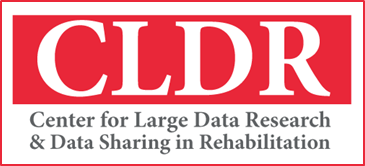 CLDR
Center for Large Data Research
& Data Sharing in Rehabilitation